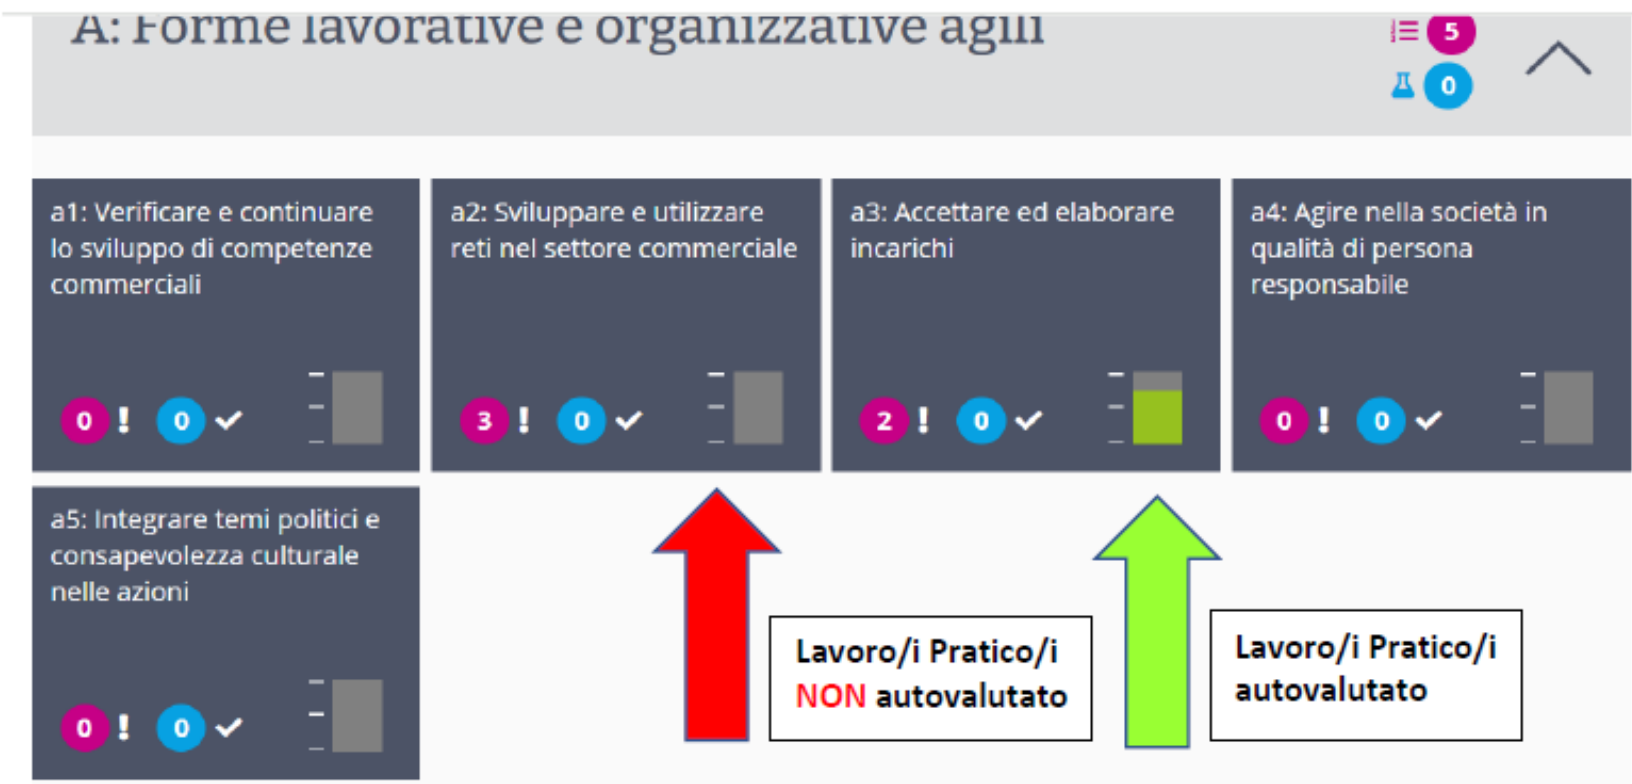 A: Forme lavorative e organizzative agili
5
0
a1: Verificare e continuare
lo sviluppo di competenze
commerciali
0 ! 0
a2: Sviluppare e utilizzare
reti nel settore commerciale
3 ! 0
a3: Accettare ed elaborare
incarichi
2 ! 0
a4: Agire nella società in
qualità di persona
responsabile
0 ! 0
a5: Integrare temi politici e
consapevolezza culturale
nelle azioni
0 ! 0
Lavoro/i Pratico/i
NON autovalutato
Lavoro/i Pratico/i
autovalutato